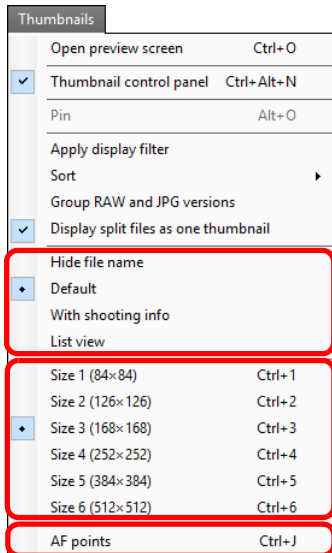 Thumbnails
Open preview screen Ctrl+O
Thumbnail control panel Ctrl+Alt+N
Pin Alt+O
Apply display filter
Sort
Group RAW and JPG versions
Display split files as one thumbnail
Hide file name
Default
With shooting info
List view
Size 1 (84×84) Ctrl+1
Size 2 (126×126) Ctrl+2
Size 3 (168×168) Ctrl+3
Size 4 (252×252) Ctrl+4
Size 5 (384×384) Ctrl+5
Size 6 (512×512) Ctrl+6
AF points Ctrl+J